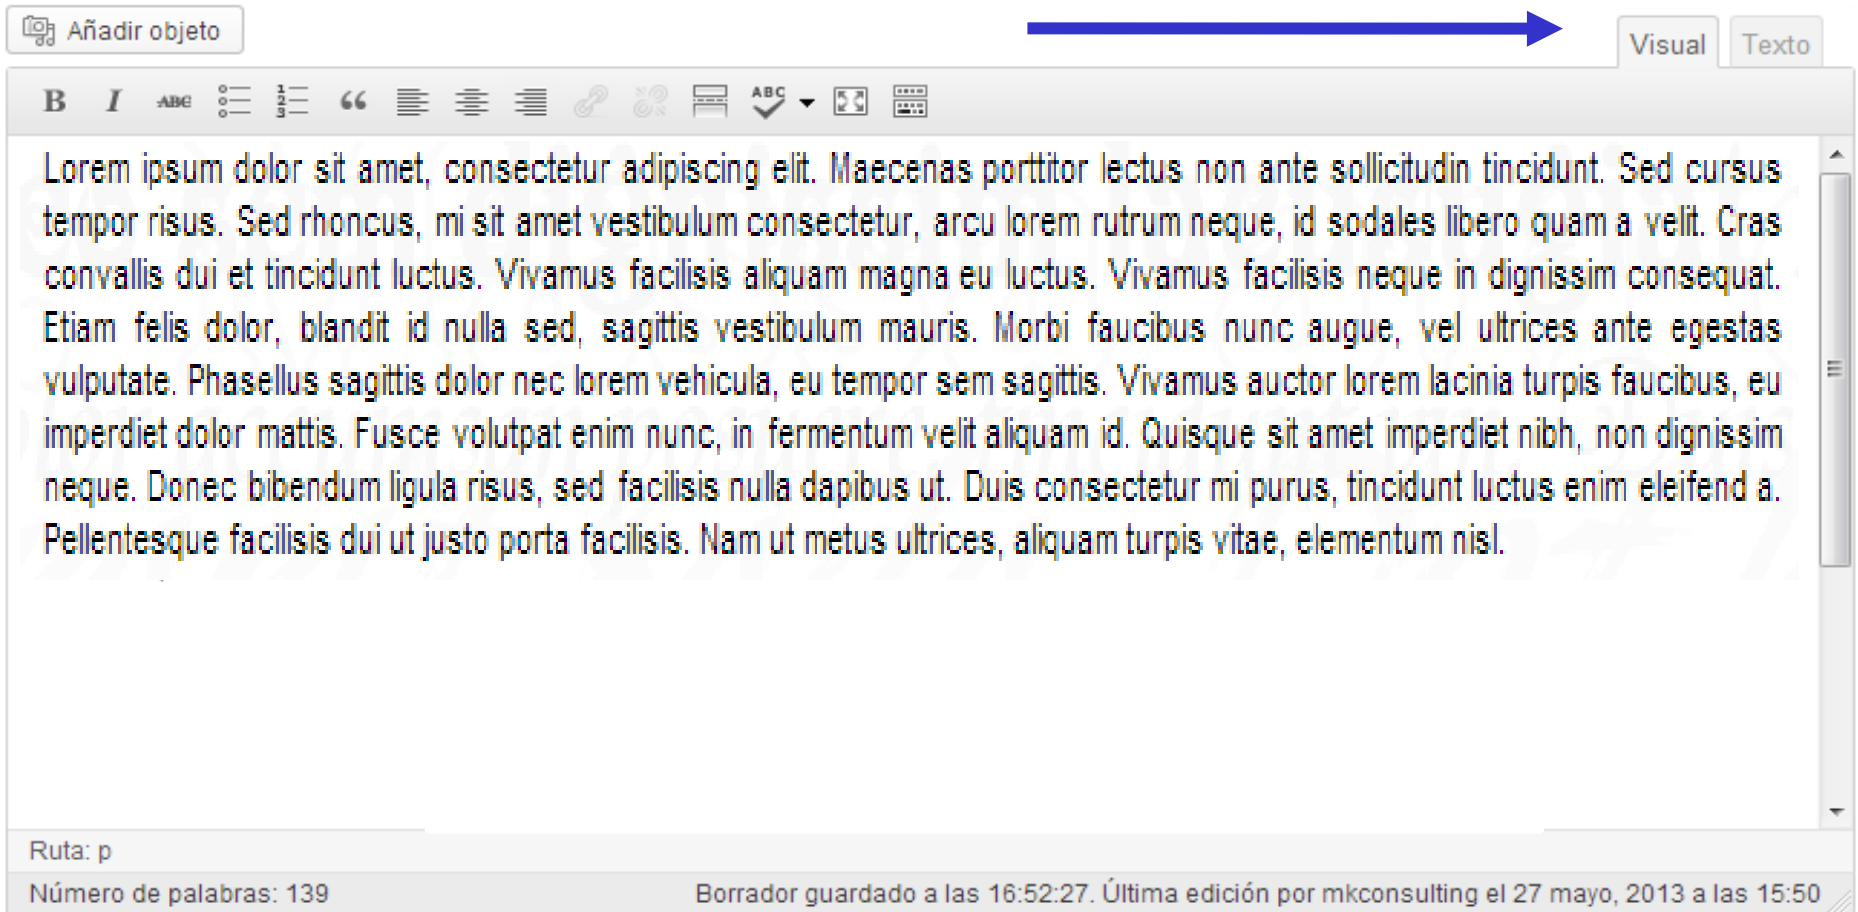 Añadir objeto
Visual Texto
B I ABC ABC
Lorem ipsum dolor sit amet, consectetur adipiscing elit. Maecenas porttitor lectus non ante sollicitudin tincidunt. Sed cursus
tempor risus. Sed rhoncus, mi sit amet vestibulum consectetur, arcu lorem rutrum neque, id sodales libero quam a velit. Cras
convallis dui et tincidunt luctus. Vivamus facilisis aliquam magna eu luctus. Vivamus facilisis neque in dignissim consequat.
Etiam felis dolor, blandit id nulla sed, sagittis vestibulum mauris. Morbi faucibus nunc augue, vel ultrices ante egestas
vulputate. Phasellus sagittis dolor nec lorem vehicula, eu tempor sem sagittis. Vivamus auctor lorem lacinia turpis faucibus, eu
imperdiet dolor mattis. Fusce volutpat enim nunc, in fermentum velit aliquam id. Quisque sit amet imperdiet nibh, non dignissim
neque. Donec bibendum ligula risus, sed facilisis nulla dapibus ut. Duis consectetur mi purus, tincidunt luctus enim eleifend a.
Pellentesque facilisis dui ut justo porta facilisis. Nam ut metus ultrices, aliquam turpis vitae, elementum nisl.
Ruta: p
Número de palabras: 139 Borrador guardado a las 16:52:27. Última edición por mkconsulting el 27 mayo, 2013 a las 15:50